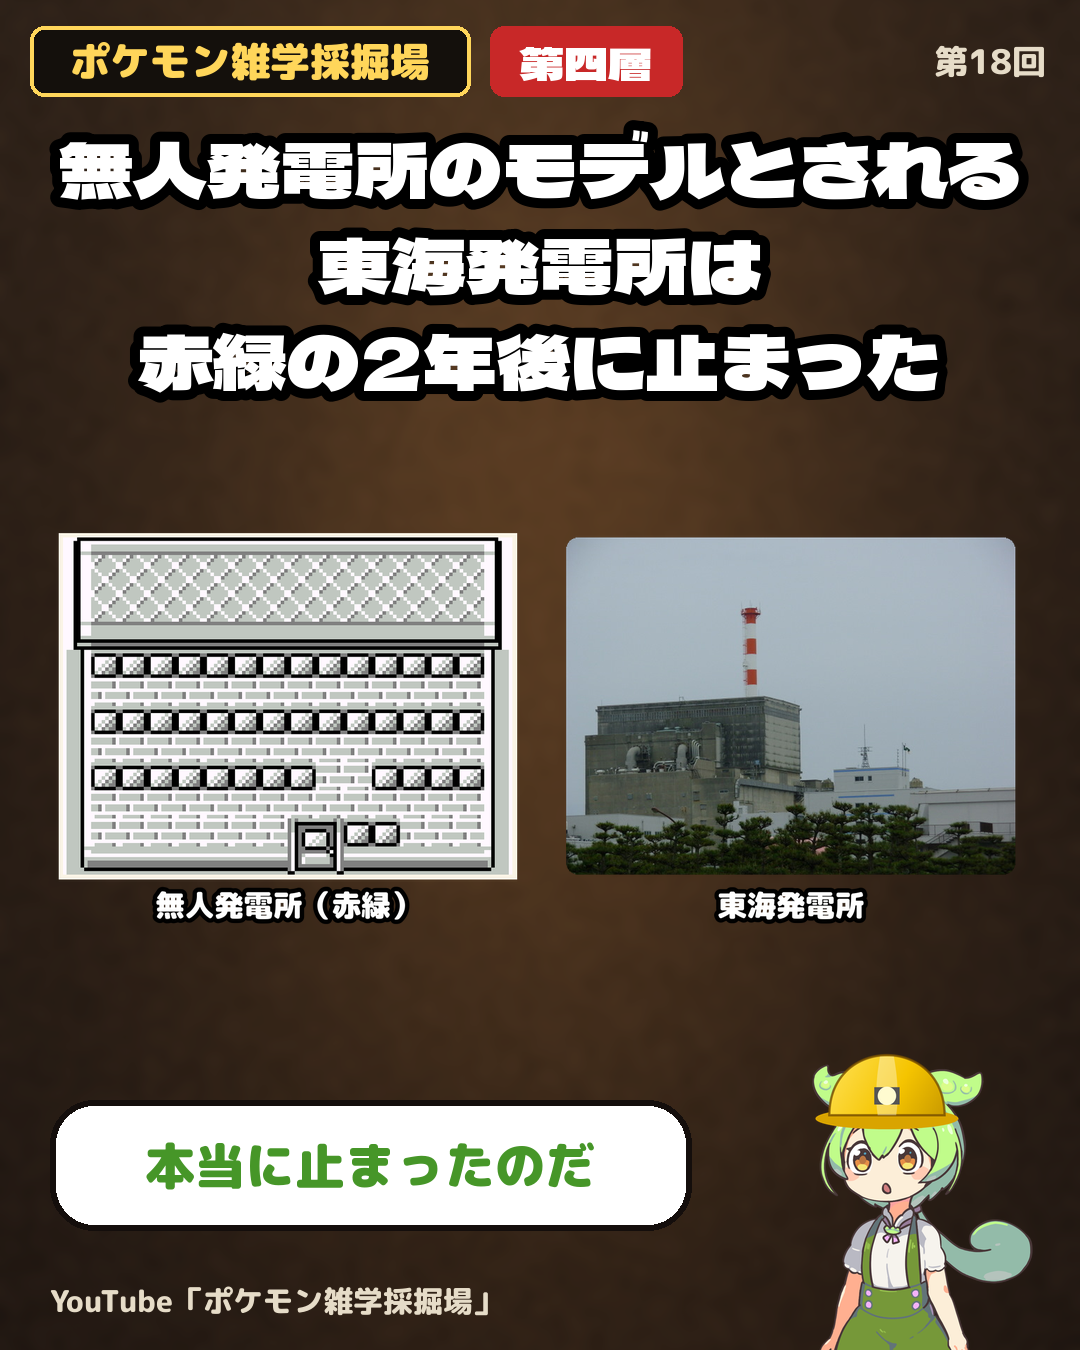 ポケモン雑学採掘場
第四層
第18回
無人発電所のモデルとされる
東海発電所は
赤緑の2年後に止まった
無人発電所（赤緑）
東海発電所
本当に止まったのだ
YouTube「ポケモン雑学採掘場」